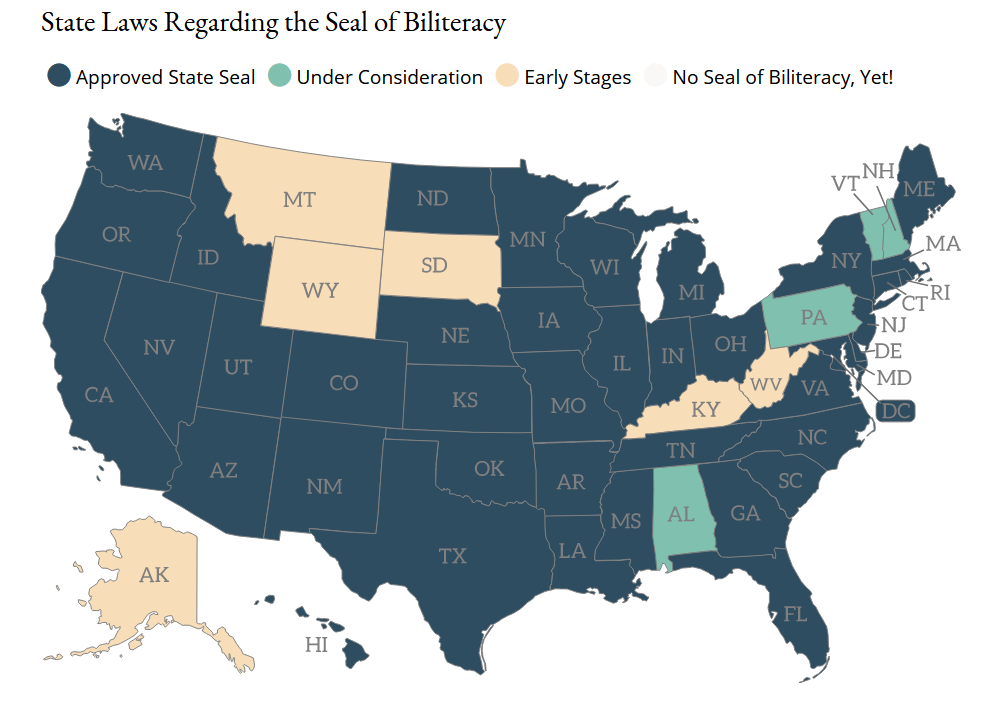 State Laws Regarding the Seal of Biliteracy
Approved State Seal Under Consideration Early Stages No Seal of Biliteracy, Yet!
WA
MT
ND
VT
NH
ME
OR
ID
MN
SD
WI
NY
MA
WY
MI
RI
CT
IA
PA
NJ
NV
NE
OH
IN
IL
DE
UT
CO
MD
WV
VA
CA
KS
MO
KY
DC
NC
TN
AZ
OK
AR
SC
NM
MS
AL
GA
LA
TX
AK
FL
HI